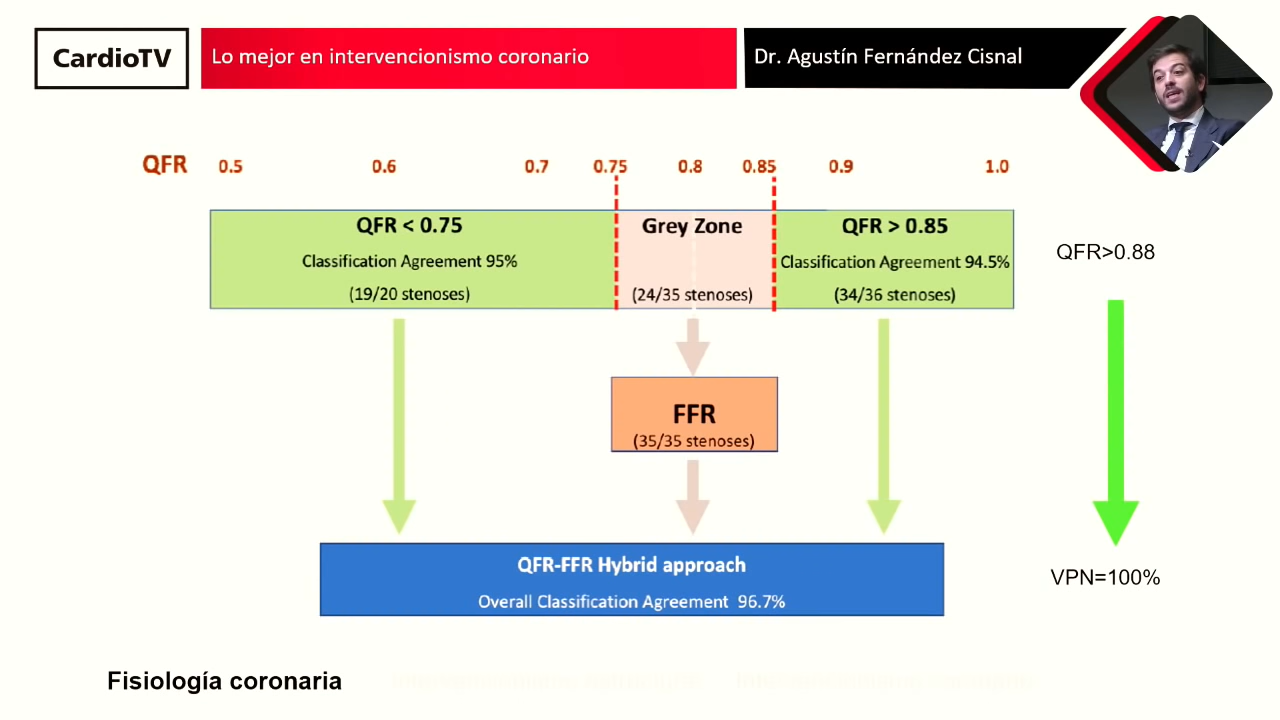 CardioTV
Lo mejor en intervencionismo coronario
Dr. Agustín Fernández Cisnal
QFR 0.5 0.6 0.7 0.75 0.8 0.85 0.9 1.0
QFR < 0.75
Classification Agreement 95%
(19/20 stenoses)
Grey Zone
(24/35 stenoses)
QFR > 0.85
Classification Agreement 94.5%
(34/36 stenoses)
QFR>0.88
FFR
(35/35 stenoses)
QFR-FFR Hybrid approach
Overall Classification Agreement 96.7%
VPN=100%
Fisiología coronaria